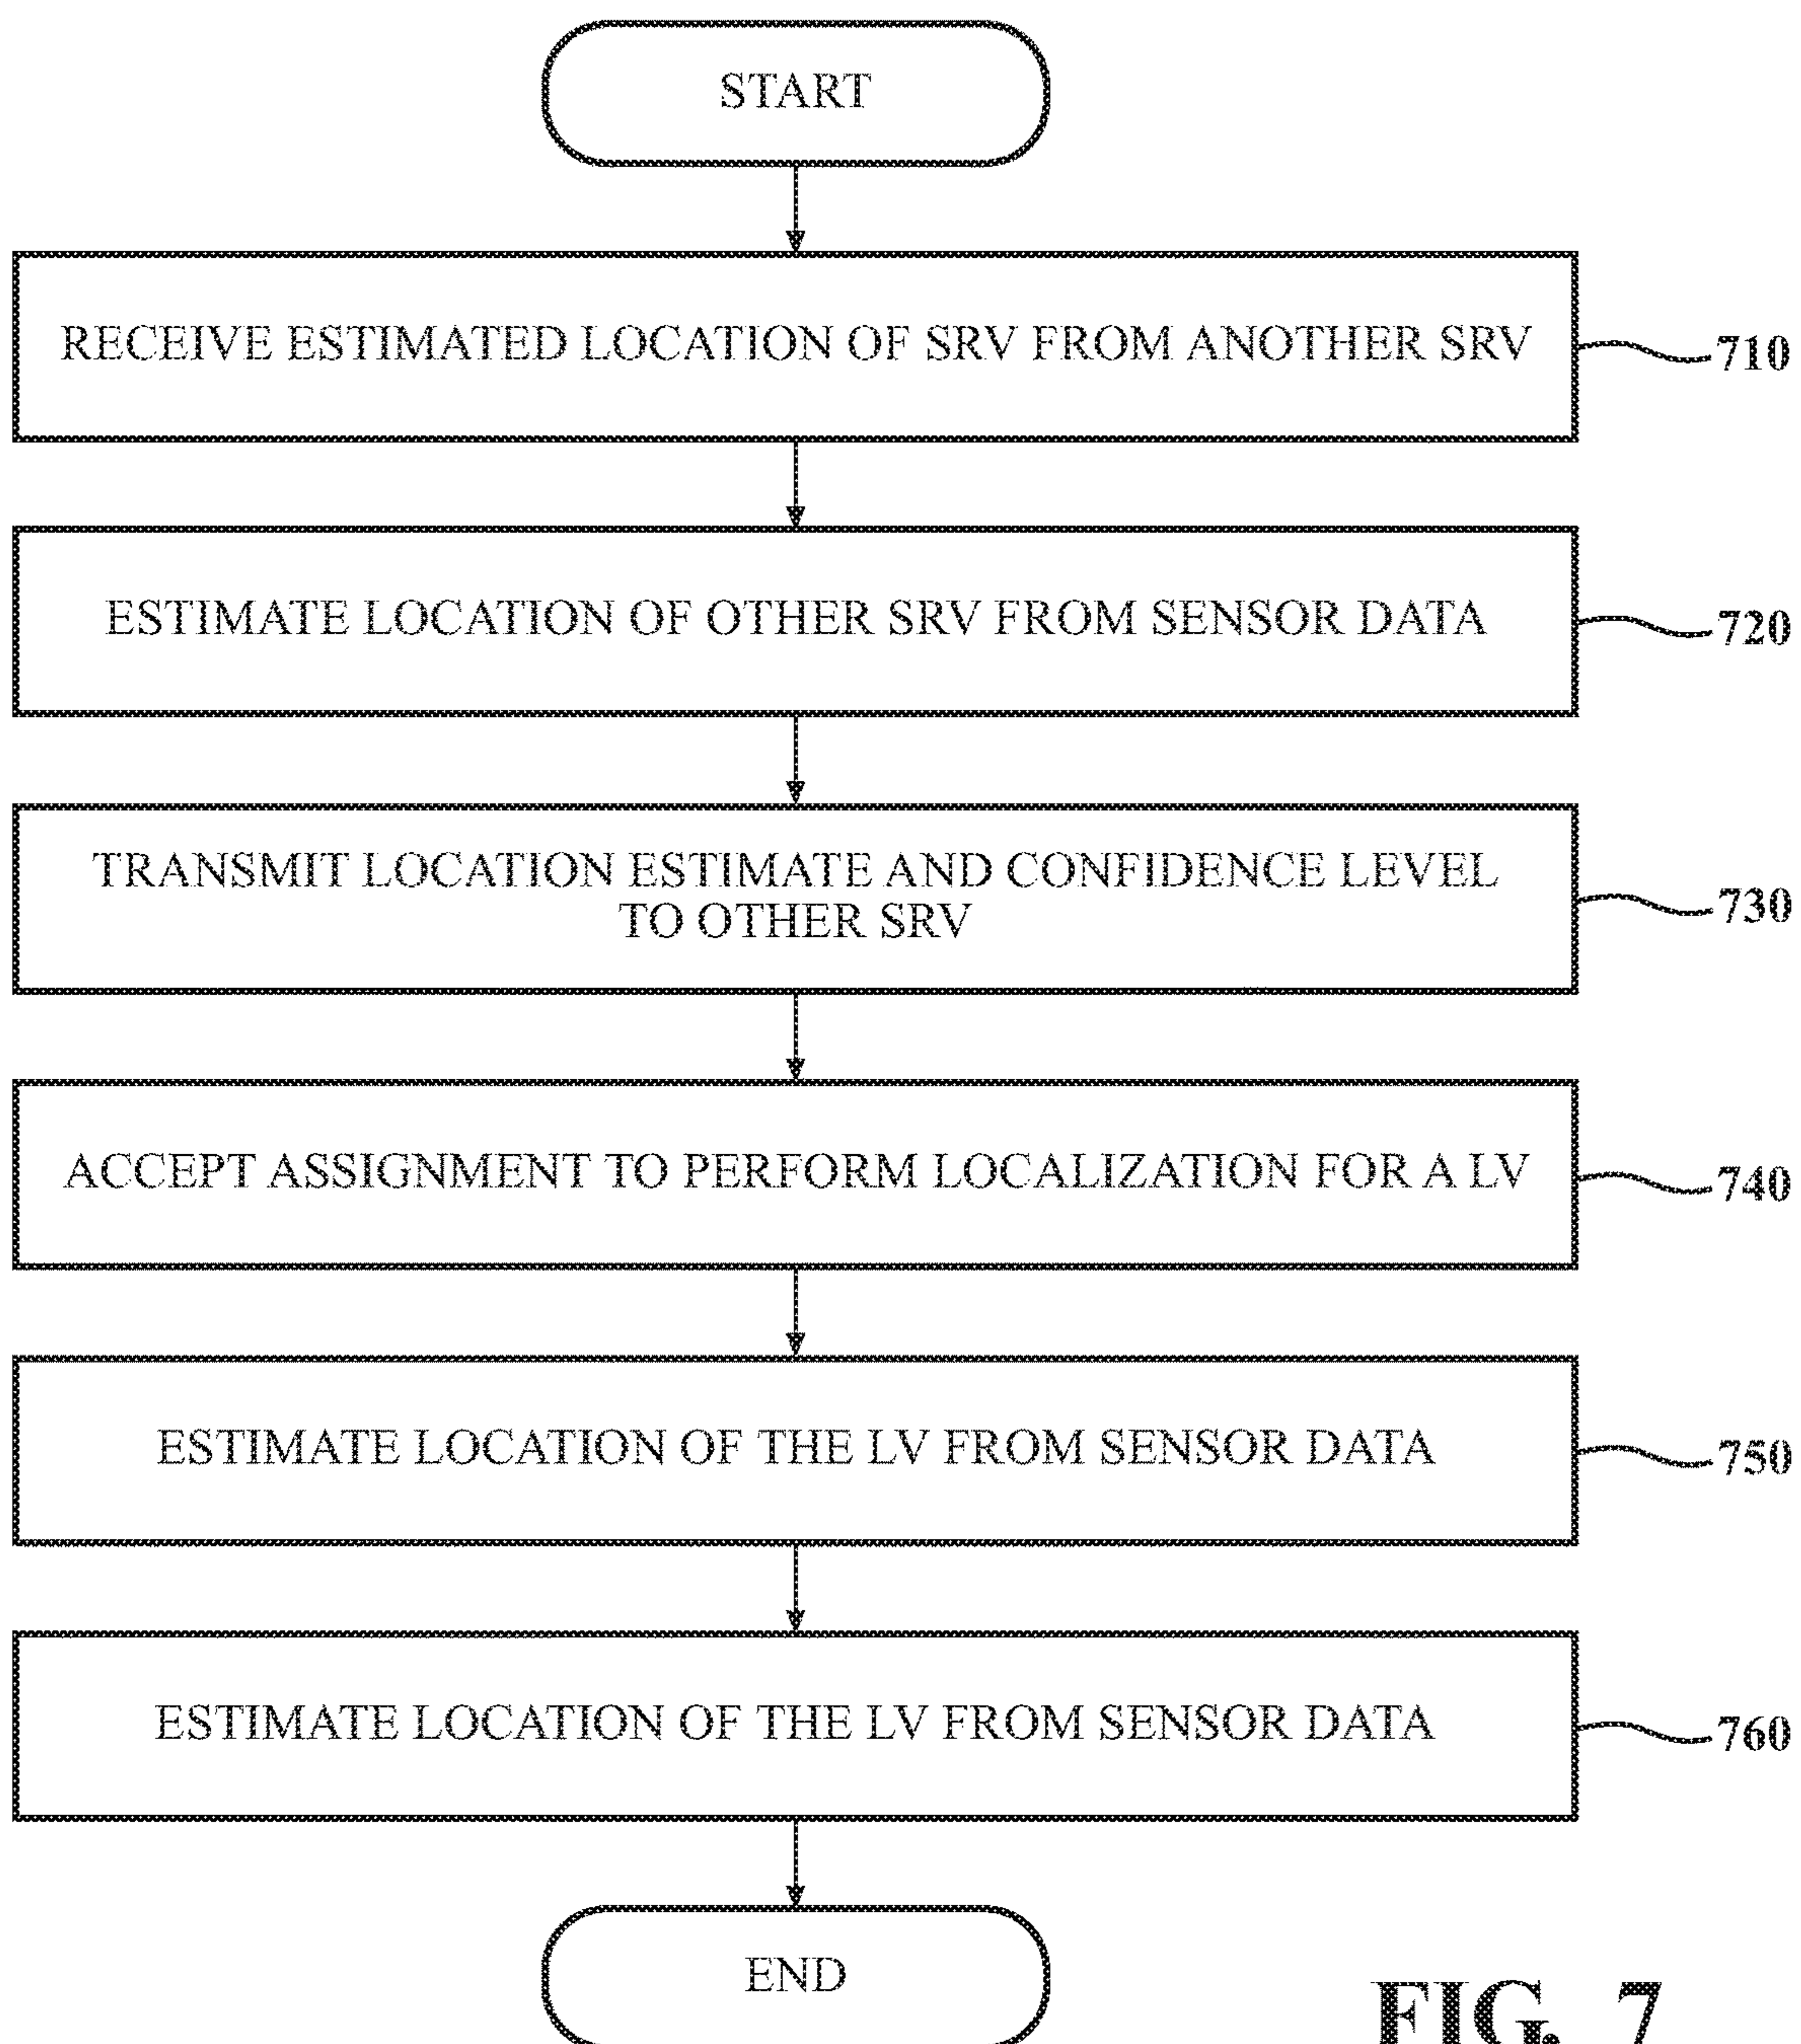 START
RECEIVE ESTIMATED LOCATION OF SRV FROM ANOTHER SRV
710
ESTIMATE LOCATION OF OTHER SRV FROM SENSOR DATA
720
TRANSMIT LOCATION ESTIMATE AND CONFIDENCE LEVEL
TO OTHER SRV
730
ACCEPT ASSIGNMENT TO PERFORM LOCALIZATION FOR A LV
740
ESTIMATE LOCATION OF THE LV FROM SENSOR DATA
750
ESTIMATE LOCATION OF THE LV FROM SENSOR DATA
760
END
FIG. 7